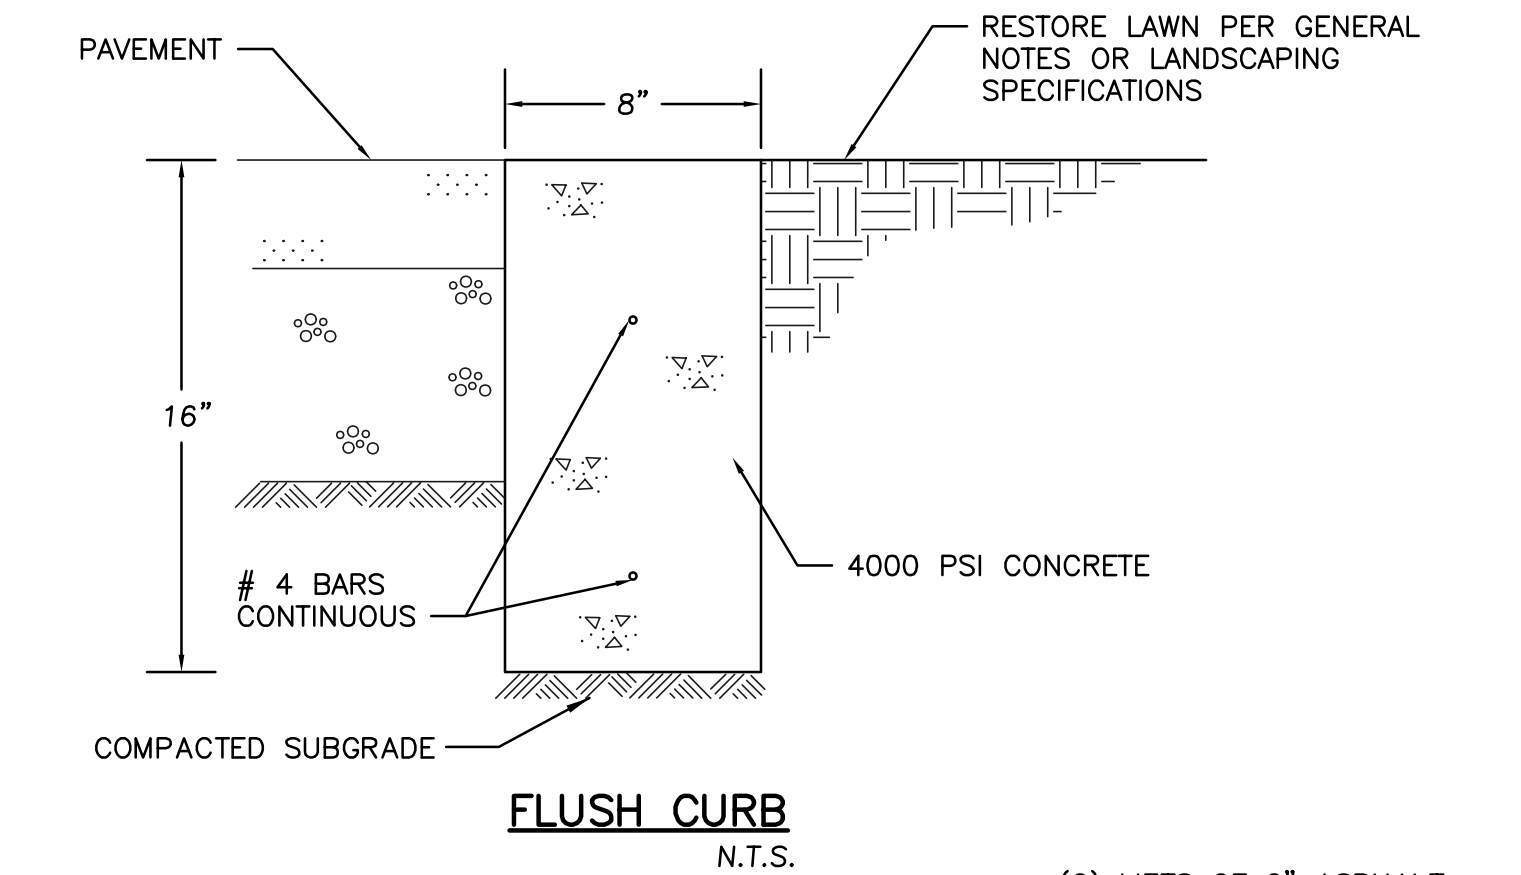 PAVEMENT
RESTORE LAWN PER GENERAL
NOTES OR LANDSCAPING
SPECIFICATIONS
8”
16”
4000 PSI CONCRETE
# 4 BARS
CONTINUOUS
COMPACTED SUBGRADE
FLUSH CURB
N.T.S.